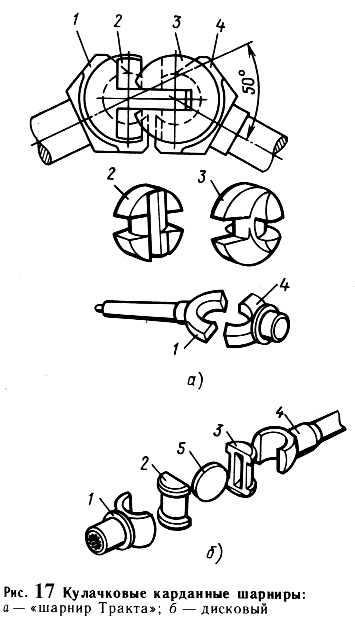 1 2 3 4
50°
2 3
4
1
а)
4
3
5
2
1
б)
Рис. 17 Кулачковые карданные шарниры:
а — «шарнир Тракта»; б — дисковый